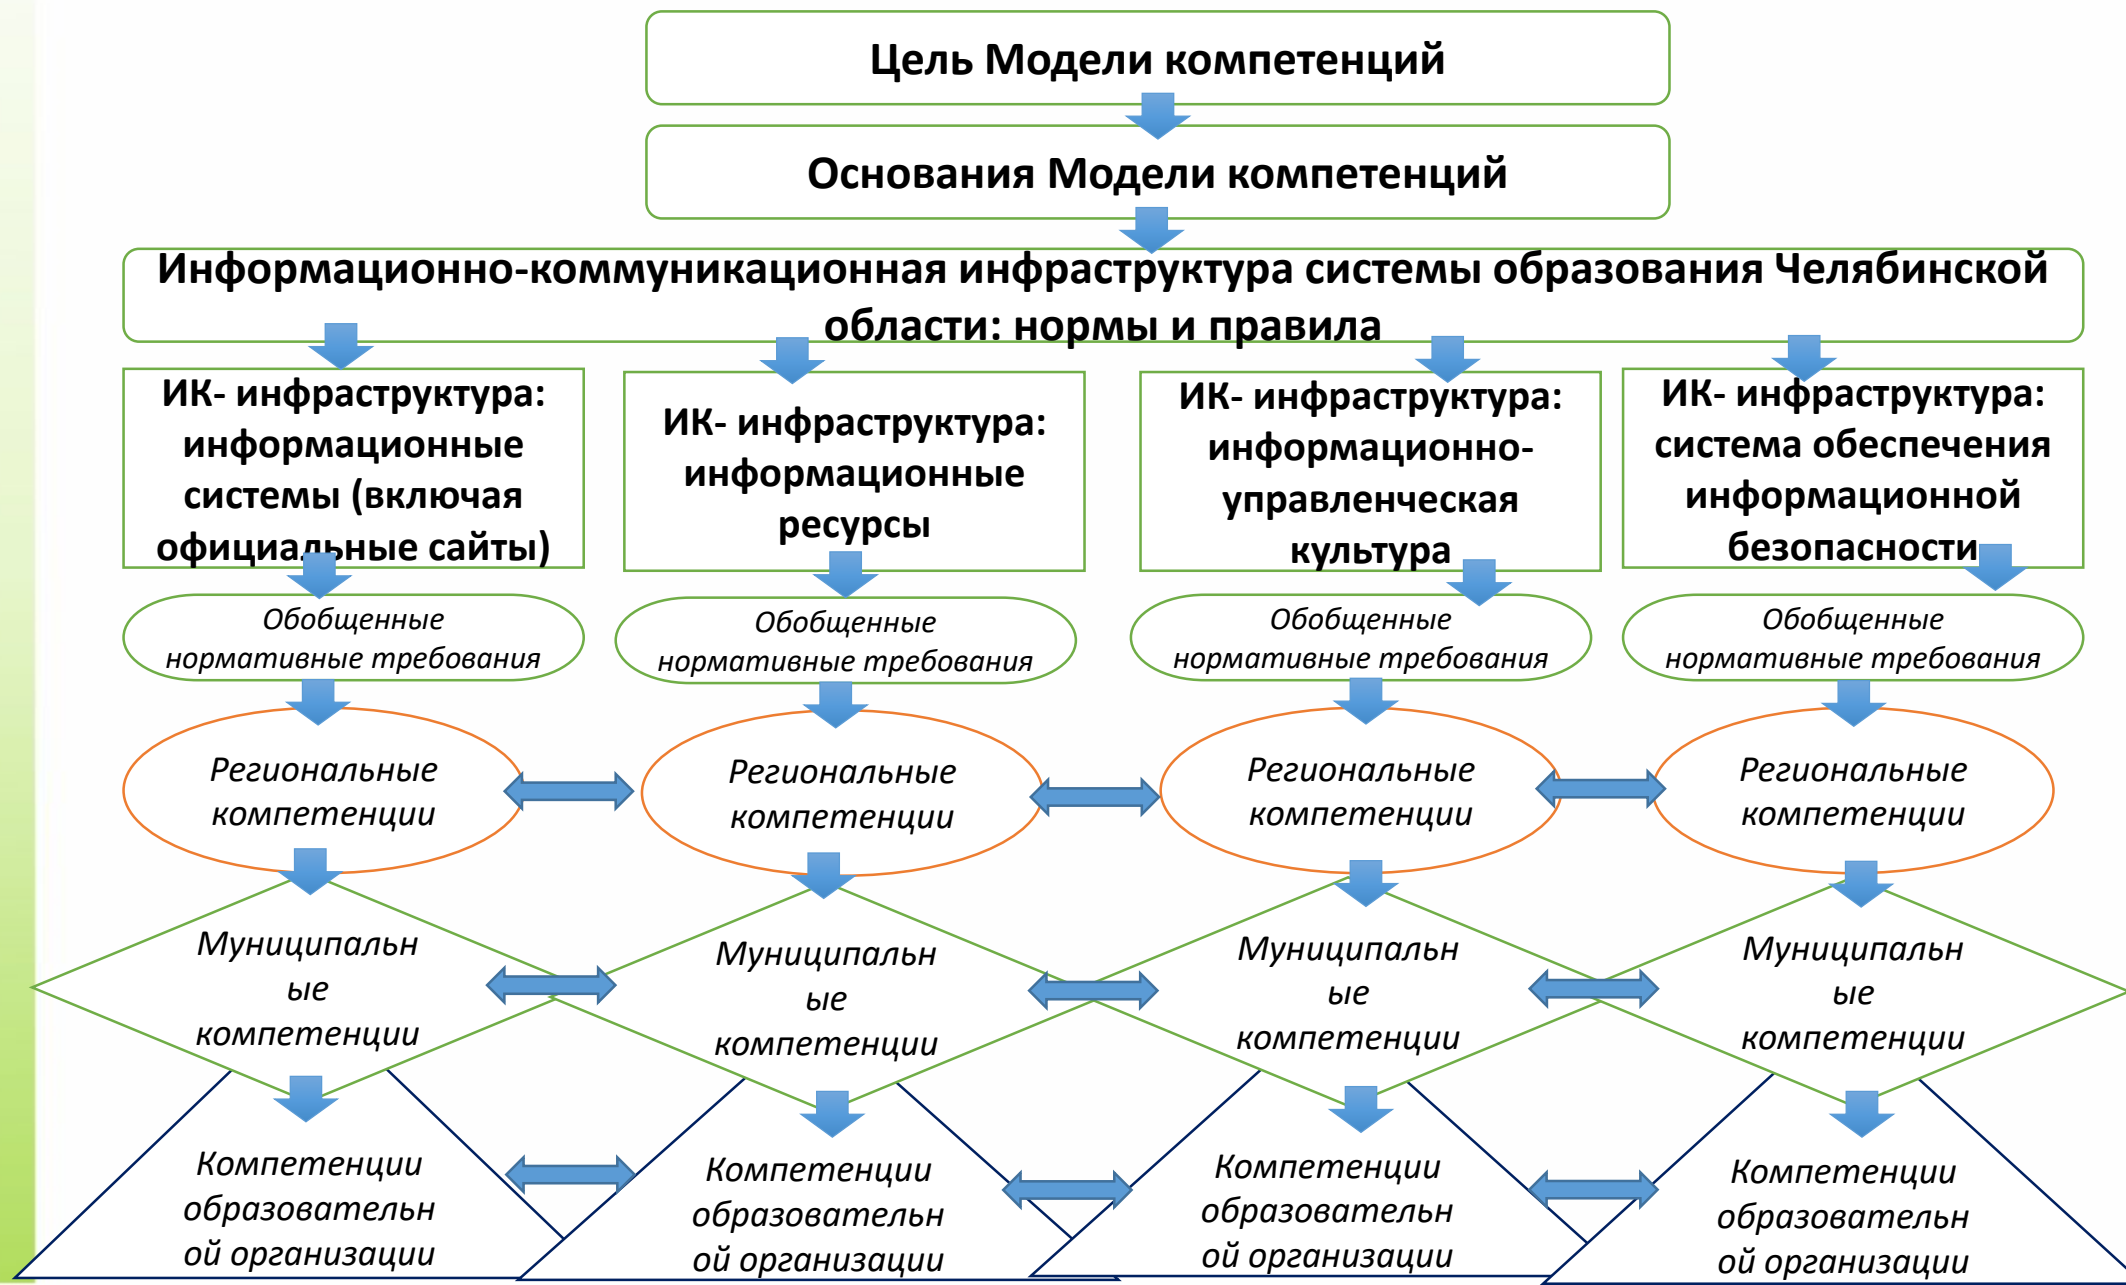 Цель Модели компетенций
Основания Модели компетенций
Информационно-коммуникационная инфраструктура системы образования Челябинской
области: нормы и правила
ИК- инфраструктура:
информационные
системы (включая
официальные сайты)
ИК- инфраструктура:
информационные
ресурсы
ИК- инфраструктура:
информационно-
управленческая
культура
ИК- инфраструктура:
система обеспечения
информационной
безопасности
Обобщенные
нормативные требования
Обобщенные
нормативные требования
Обобщенные
нормативные требования
Обобщенные
нормативные требования
Региональные
компетенции
Региональные
компетенции
Региональные
компетенции
Региональные
компетенции
Муниципальн
ые
компетенции
Муниципальн
ые
компетенции
Муниципальн
ые
компетенции
Муниципальн
ые
компетенции
Компетенции
образовательн
ой организации
Компетенции
образовательн
ой организации
Компетенции
образовательн
ой организации
Компетенции
образовательн
ой организации